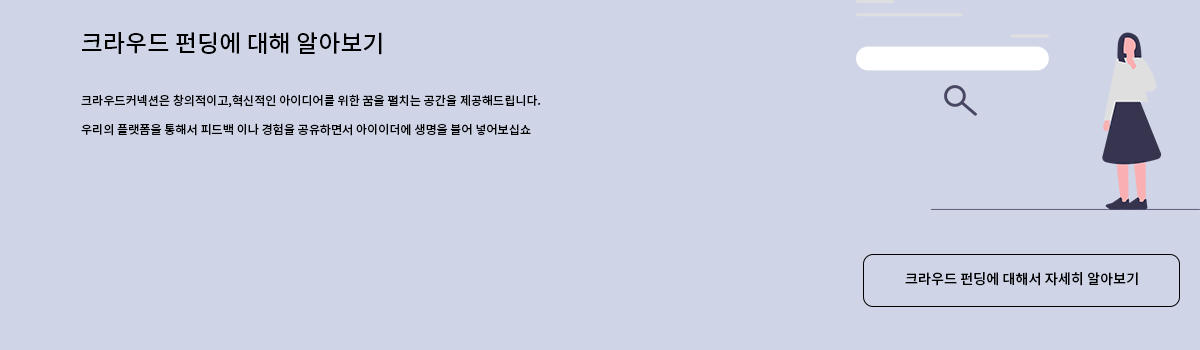 크라우드 펀딩에 대해 알아보기
크라우드커넥션은 창의적이고,혁신적인 아이디어를 위한 꿈을 펼치는 공간을 제공해드립니다.
우리의 플랫폼을 통해서 피드백 이나 경험을 공유하면서 아이이더에 생명을 불어 넣어보십쇼
크라우드 펀딩에 대해서 자세히 알아보기